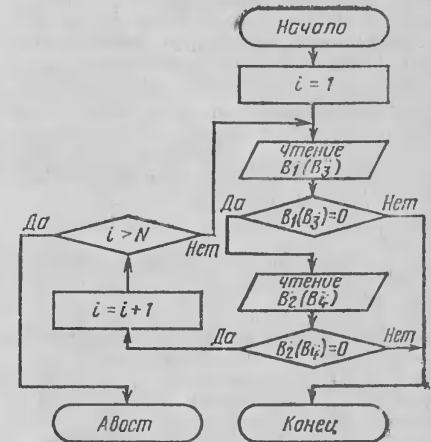 Начало
i = 1
Чтение
B1(B3)
Да
B1(B3)=0
Нет
Да
i > N
Нет
Чтение
B2(B4)
i = i+1
Да
B2(B4)=0
Нет
Авост
Конец